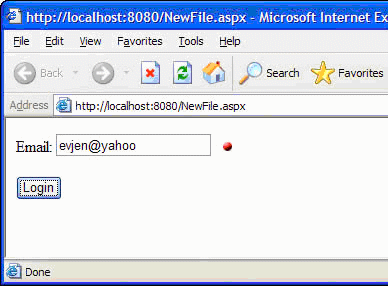 http://localhost:8080/NewFile.aspx - Microsoft Internet Ex
File Edit View Favorites Tools Help
Back Search Favorites
Address http://localhost:8080/NewFile.aspx
Email: evjen@yahoo
Login
Done